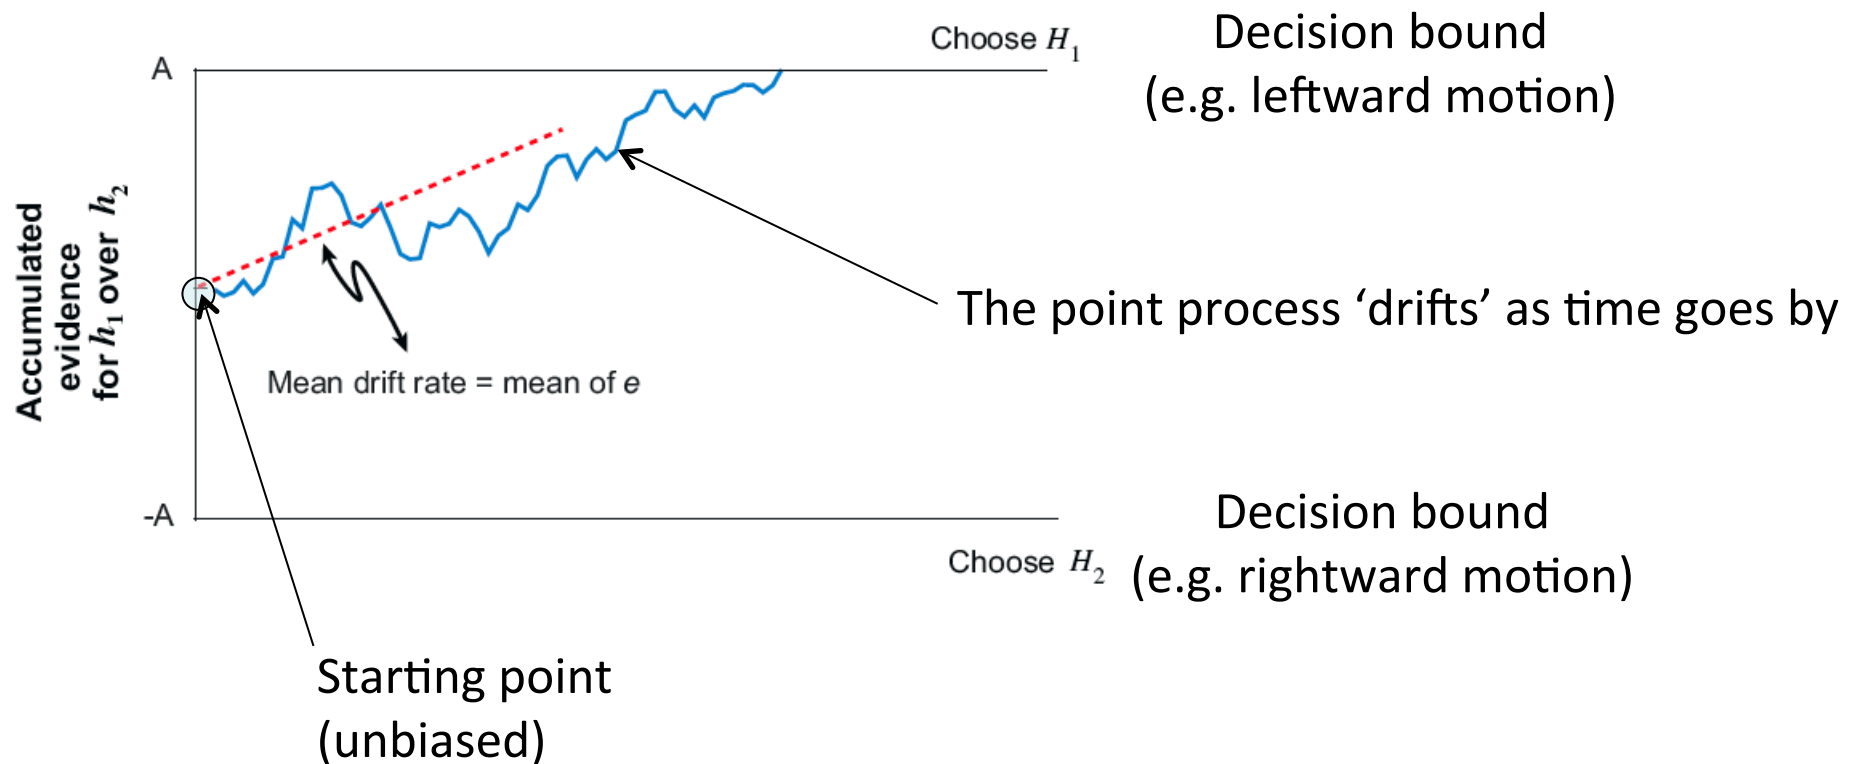 Choose H1
Decision bound
(e.g. leftward motion)
A
Accumulated
evidence
for h1 over h2
The point process ‘drifts’ as time goes by
Mean drift rate = mean of e
-A
Decision bound
Choose H2
(e.g. rightward motion)
Starting point
(unbiased)